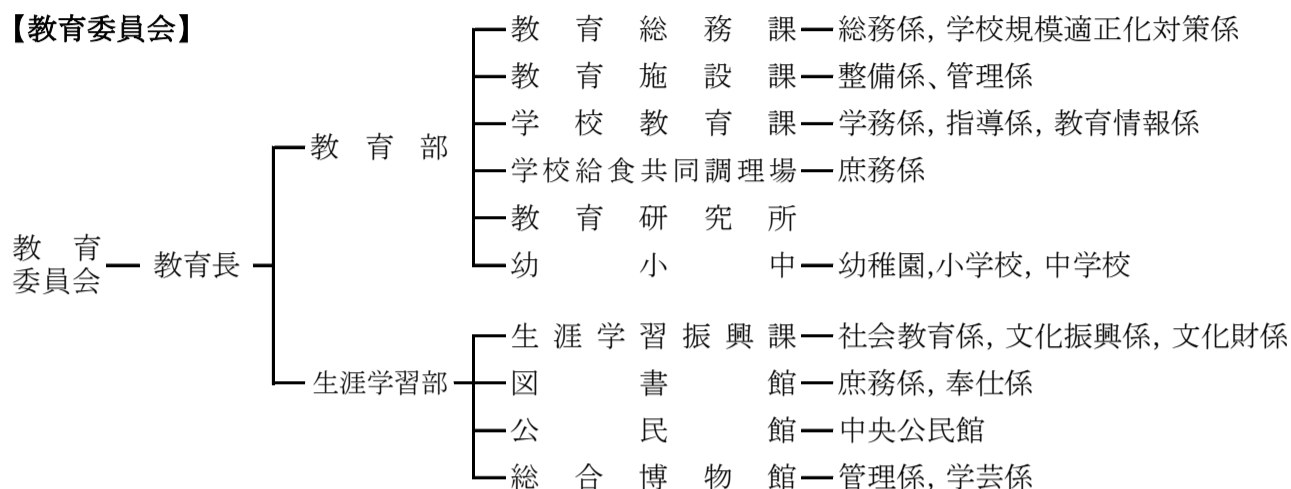 【教育委員会】
教育総務課 総務係, 学校規模適正化対策係
教育施設課 整備係、管理係
学校教育課 学務係, 指導係, 教育情報係
教育部
学校給食共同調理場 庶務係
教育研究所
教育
委員会
教育長
幼小中 幼稚園,小学校, 中学校
生涯学習振興課 社会教育係, 文化振興係, 文化財係
生涯学習部
図書館 庶務係, 奉仕係
公民館 中央公民館
総合博物館 管理係, 学芸係